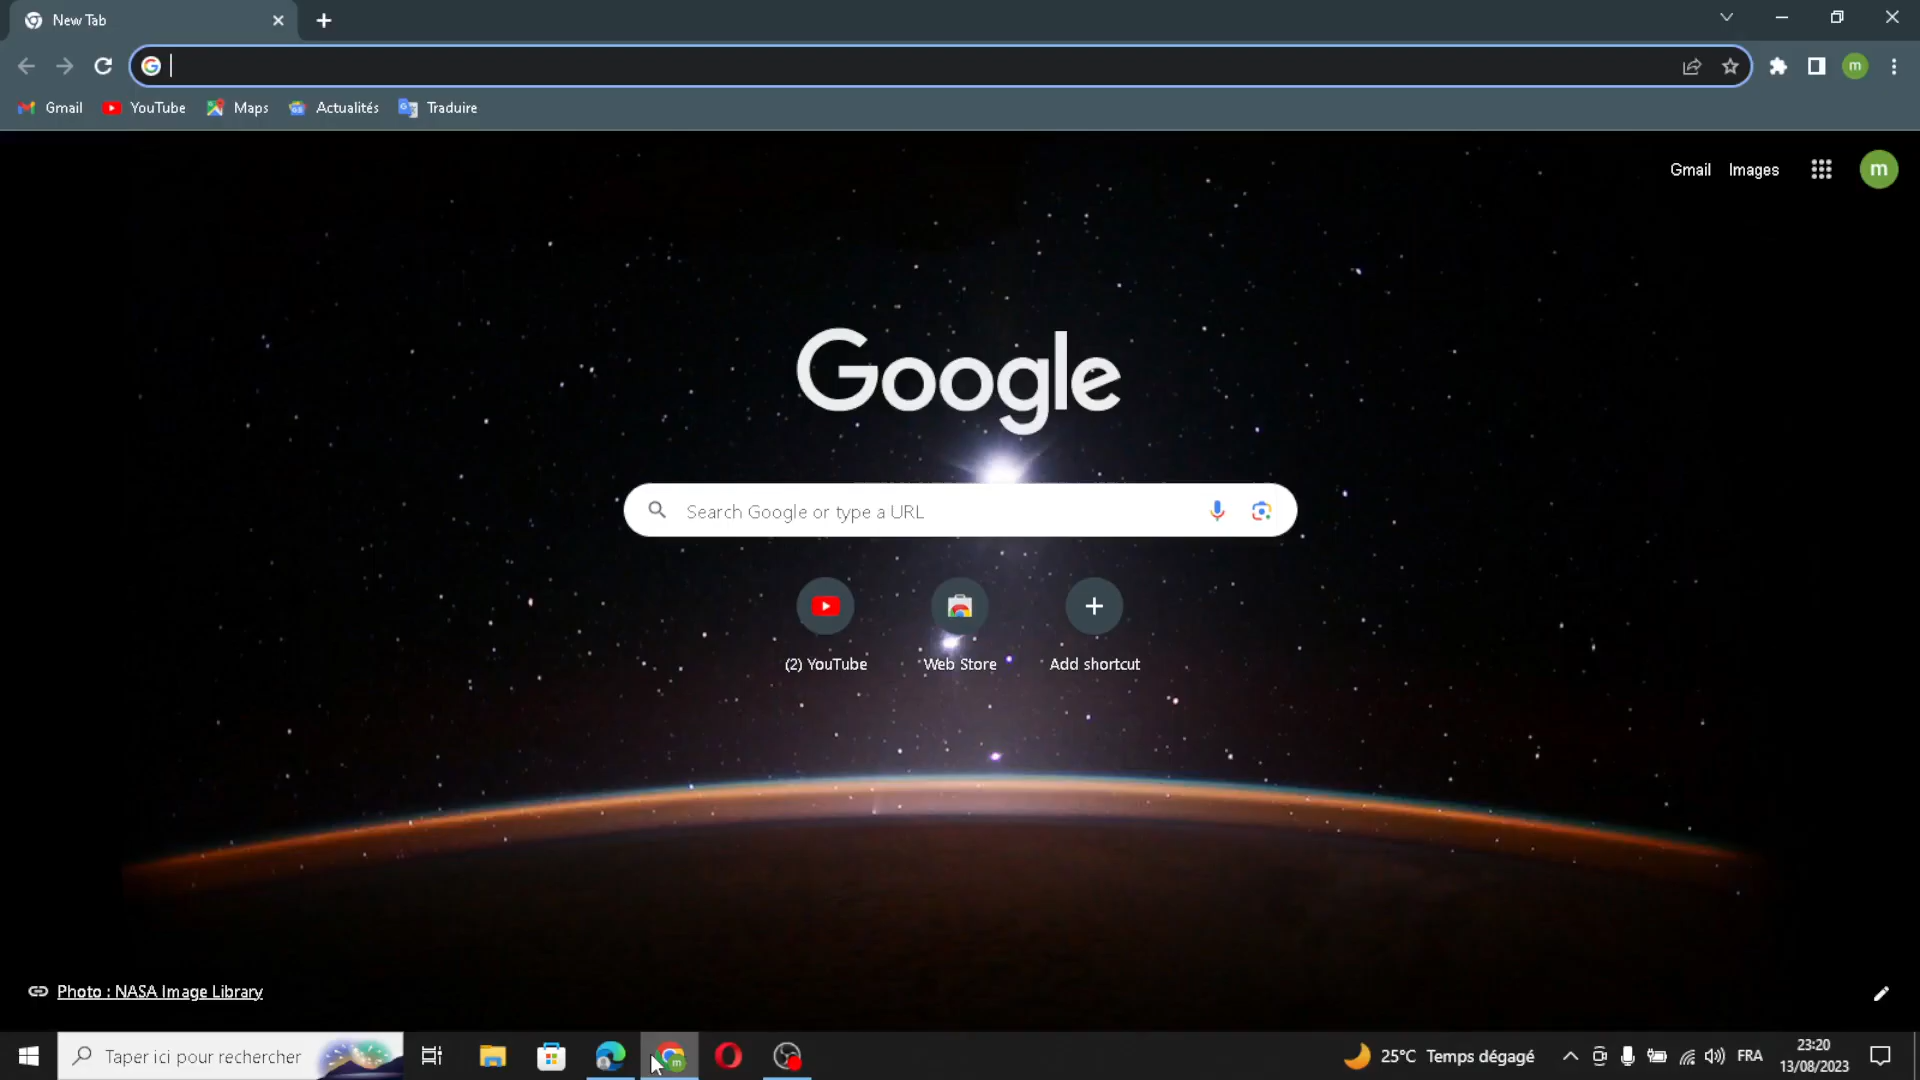 New Tab
Gmail YouTube Maps Actualités Traduire
m
Gmail Images m
Google
Search Google or type a URL
(2) YouTube Web Store Add shortcut
Photo : NASA Image Library
Taper ici pour rechercher
25°C Temps dégagé
FRA
23:20
13/08/2023